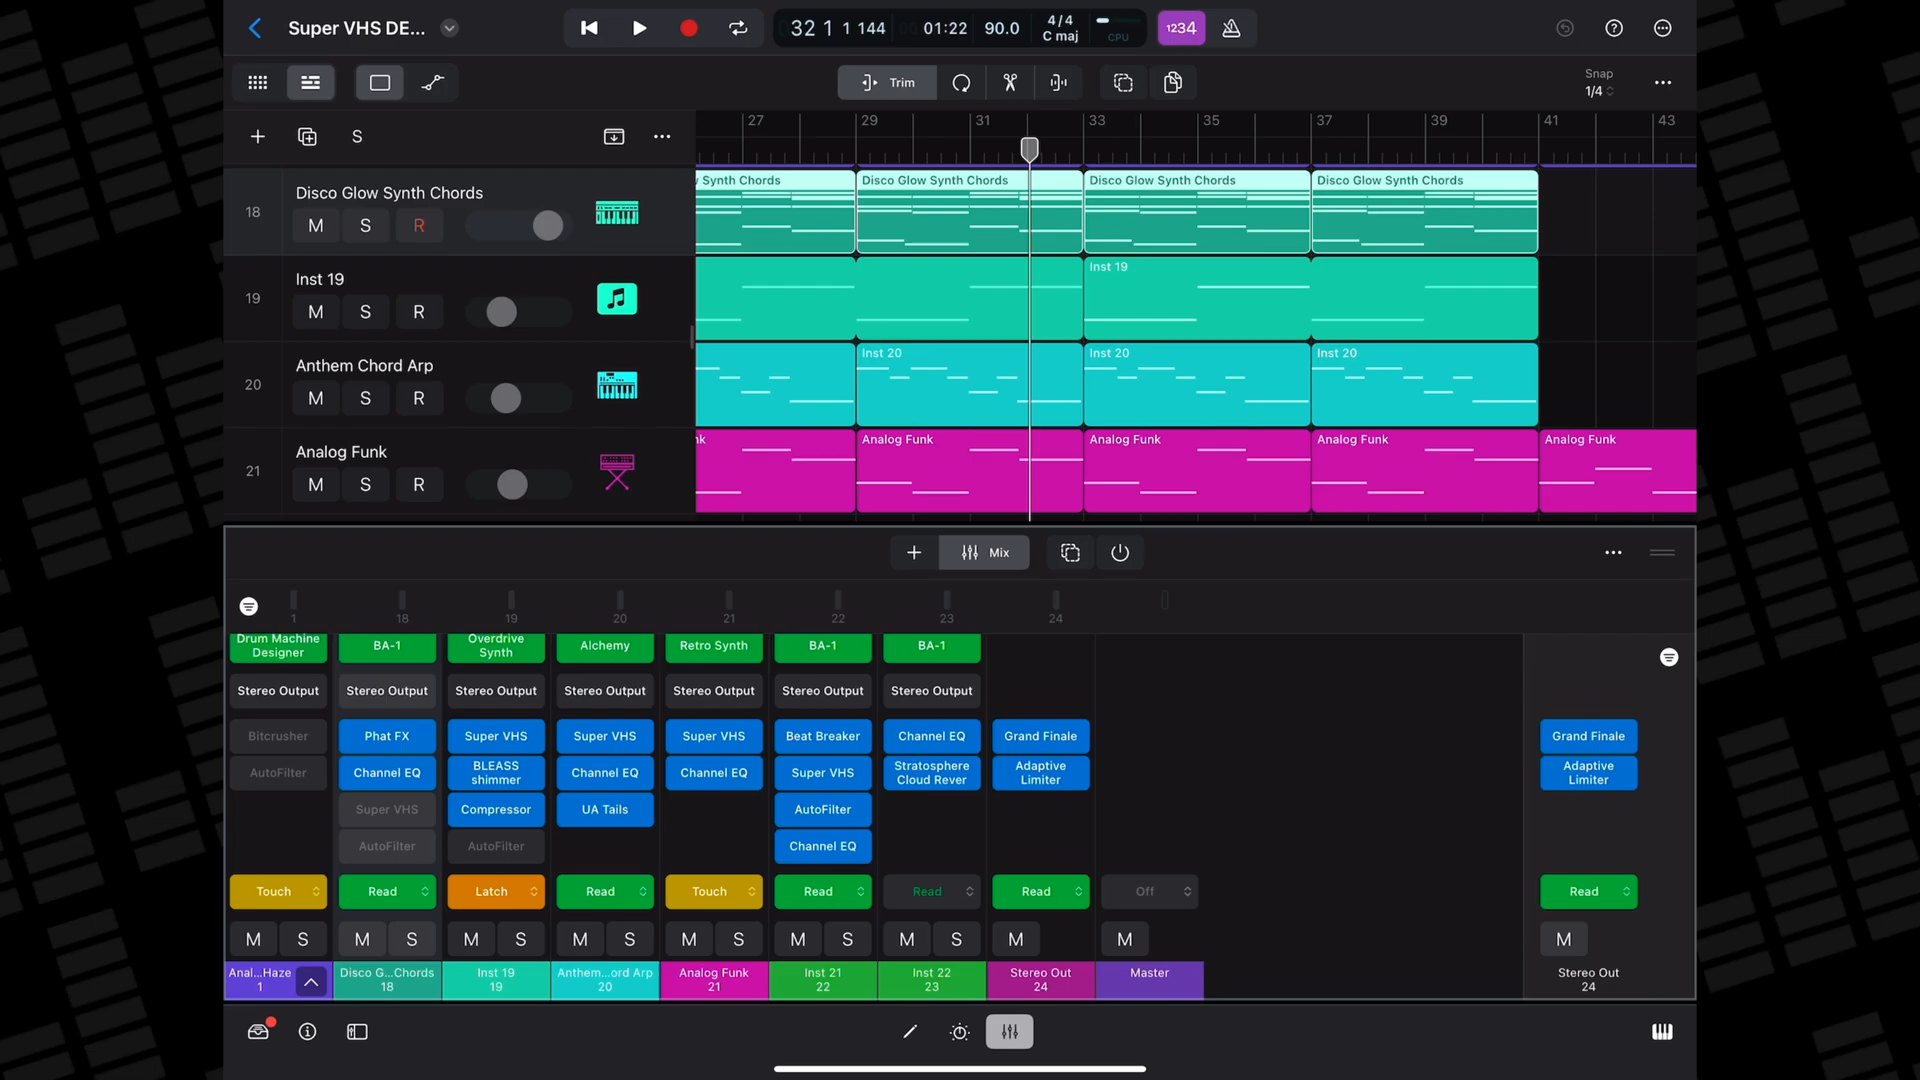 Super VHS DE...
32 1 1 144
01:22
90.0
4/4
C maj
CPU
1234
Trim
Snap
1/4
S
27 29 31 33 35 37 39 41 43
18
Disco Glow Synth Chords
M S R
Synth Chords
Disco Glow Synth Chords
Disco Glow Synth Chords
Disco Glow Synth Chords
19
Inst 19
M S R
Inst 19
20
Anthem Chord Arp
M S R
Inst 20
Inst 20
Inst 20
21
Analog Funk
M S R
Analog Funk
Analog Funk
Analog Funk
Analog Funk
Mix
1 18 19 20 21 22 23 24
Drum Machine
Designer
BA-1
Overdrive
Synth
Alchemy
Retro Synth
BA-1
BA-1
Stereo Output Stereo Output Stereo Output Stereo Output Stereo Output Stereo Output Stereo Output
Bitcrusher
Phat FX
Super VHS
Super VHS
Super VHS
Beat Breaker
Channel EQ
Grand Finale
Grand Finale
AutoFilter
Channel EQ
BLEASS
shimmer
Channel EQ
Channel EQ
Super VHS
Stratosphere
Cloud Rever
Adaptive
Limiter
Adaptive
Limiter
Super VHS
Compressor
UA Tails
AutoFilter
AutoFilter
AutoFilter
Channel EQ
Touch Read Latch Read Touch Read Read Read Off Read
M S M S M S M S M S M S M S M M M
Anal...Haze
1
Disco G...Chords
18
Inst 19
19
Anthem...ord Arp
20
Analog Funk
21
Inst 21
22
Inst 22
23
Stereo Out
24
Master
Stereo Out
24